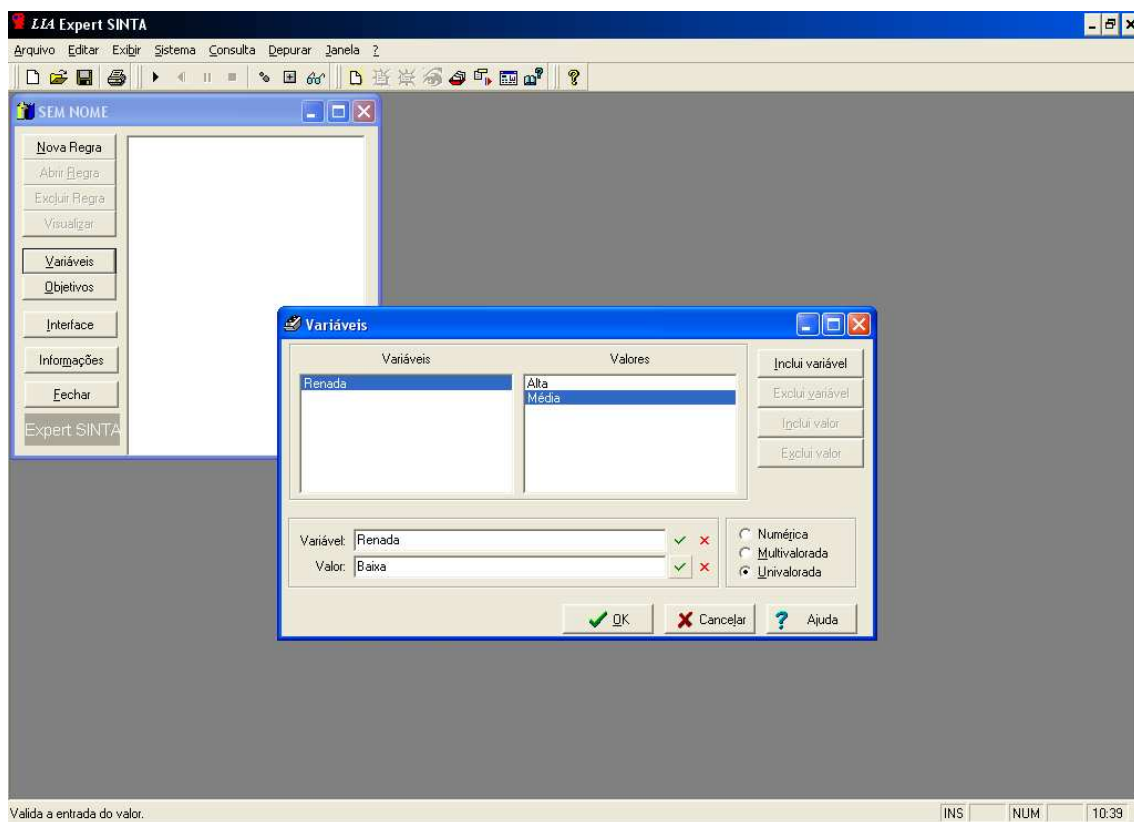 LIA Expert SINTA
Arquivo Editar Exibir Sistema Consulta Depurar Janela ?
SEM NOME
Nova Regra
Abrir Regra
Excluir Regra
Visualizar
Variáveis
Objetivos
Interface
Informações
Fechar
Expert SINTA
Variáveis
Variáveis Valores
Renada
Alta
Média
Inclui variável
Exclui variável
Inclui valor
Exclui valor
Variável: Renada
Valor: Baixa
Numérica
Multivalorada
Univalorada
OK Cancelar Ajuda
Valida a entrada do valor. INS NUM 10:39